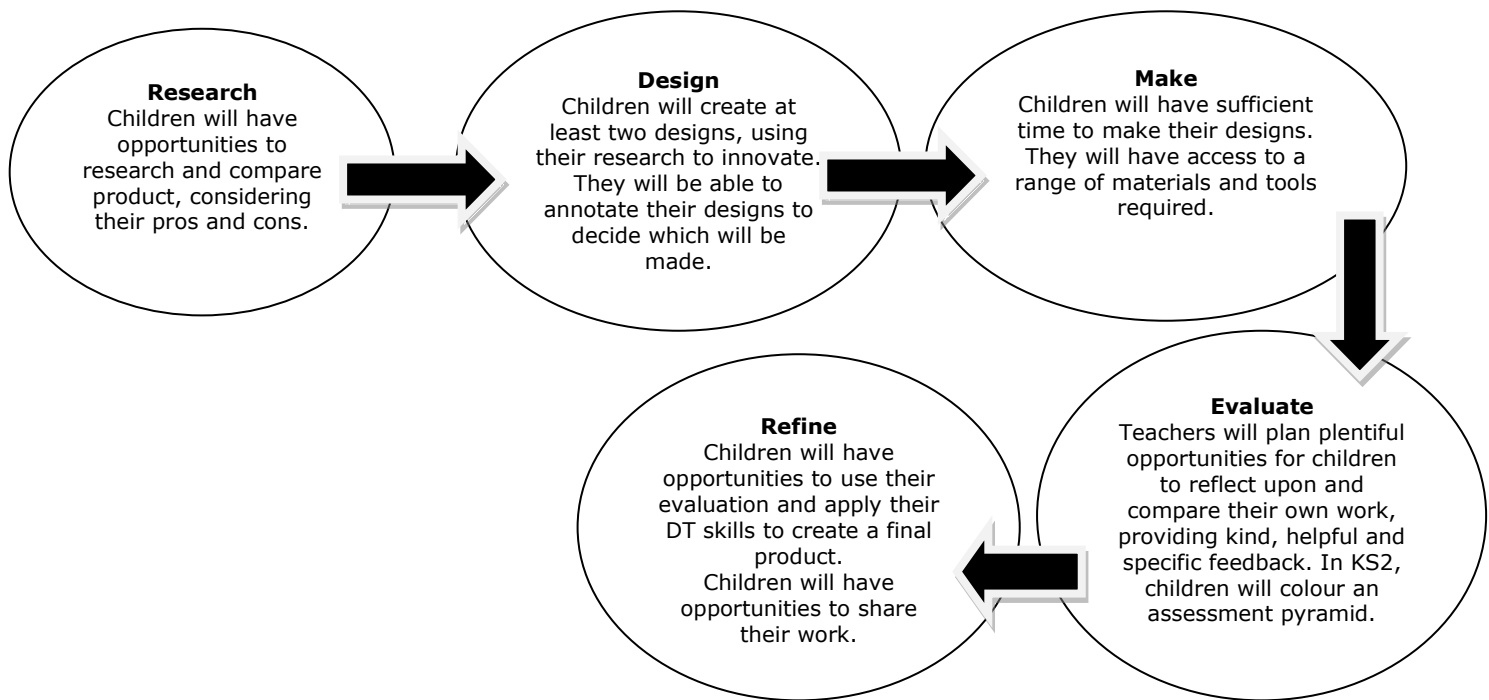 Research
Children will have
opportunities to
research and compare
product, considering
their pros and cons.
Design
Children will create at
least two designs, using
their research to innovate.
They will be able to
annotate their designs to
decide which will be
made.
Make
Children will have sufficient
time to make their designs.
They will have access to a
range of materials and tools
required.
Evaluate
Teachers will plan plentiful
opportunities for children
to reflect upon and
compare their own work,
providing kind, helpful and
specific feedback. In KS2,
children will colour an
assessment pyramid.
Refine
Children will have
opportunities to use their
evaluation and apply their
DT skills to create a final
product.
Children will have
opportunities to share
their work.